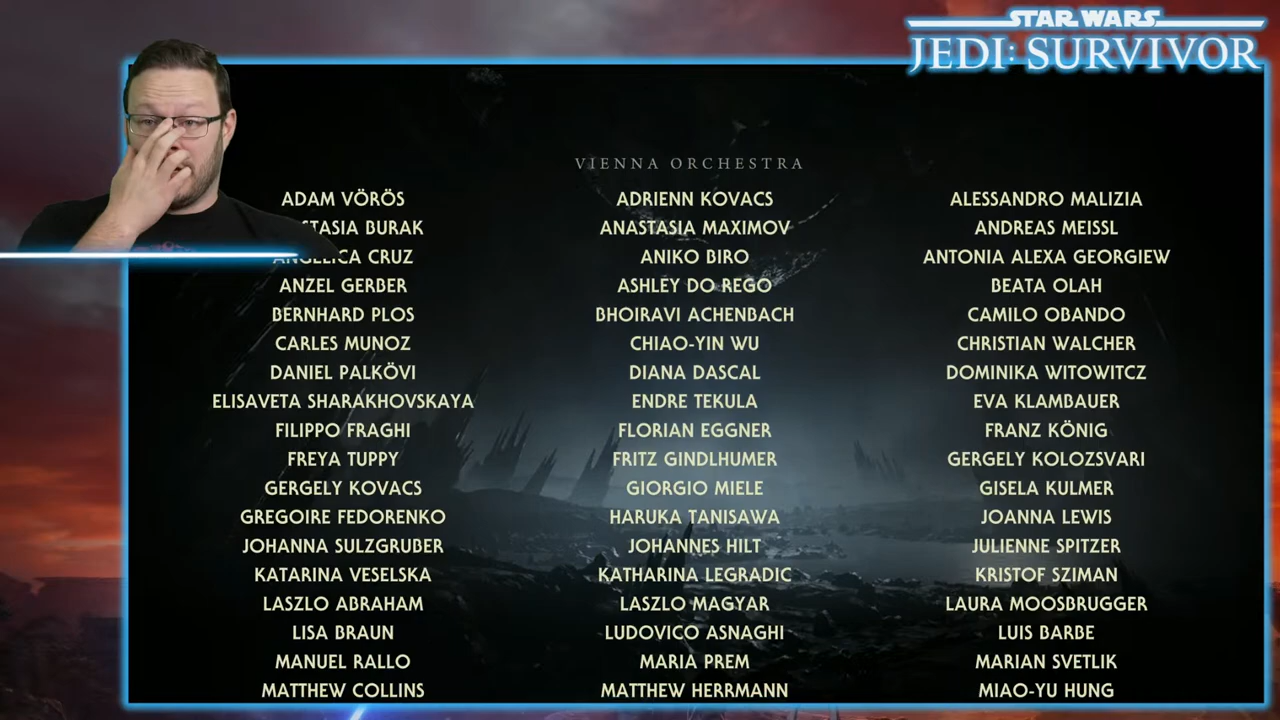 STAR WARS
JEDI: SURVIVOR
VIENNA ORCHESTRA
ADAM VÖRÖS ADRIENN KOVACS ALESSANDRO MALIZIA
BURAK ANASTASIA MAXIMOV ANDREAS MEISSL
ANGELICA CRUZ ANIKO BIRO ANTONIA ALEXA GEORGIEW
ANZEL GERBER ASHLEY DO REGO BEATA OLAH
BERNHARD PLOS BHOIRAVI ACHENBACH CAMILO OBANDO
CARLES MUNOZ CHIAO-YIN WU CHRISTIAN WALCHER
DANIEL PALKÖVI DIANA DASCAL DOMINIKA WITOWITCZ
ELISAVETA SHARAKHOVSKAYA ENDRE TEKULA EVA KLAMBAUER
FILIPPO FRAGHI FLORIAN EGGNER FRANZ KÖNIG
FREYA TUPPY FRITZ GINDLHUMER GERGELY KOLOZSVARI
GERGELY KOVACS GIORGIO MIELE GISELA KULMER
GREGOIRE FEDORENKO HARUKA TANISAWA JOANNA LEWIS
JOHANNA SULZGRUBER JOHANNES HILT JULIENNE SPITZER
KATARINA VESELSKA KATHARINA LEGRADIC KRISTOF SZIMAN
LASZLO ABRAHAM LASZLO MAGYAR LAURA MOOSBRUGGER
LISA BRAUN LUDOVICO ASNAGHI LUIS BARBE
MANUEL RALLO MARIA PREM MARIAN SVETLIK
MATTHEW COLLINS MATTHEW HERRMANN MIAO-YU HUNG